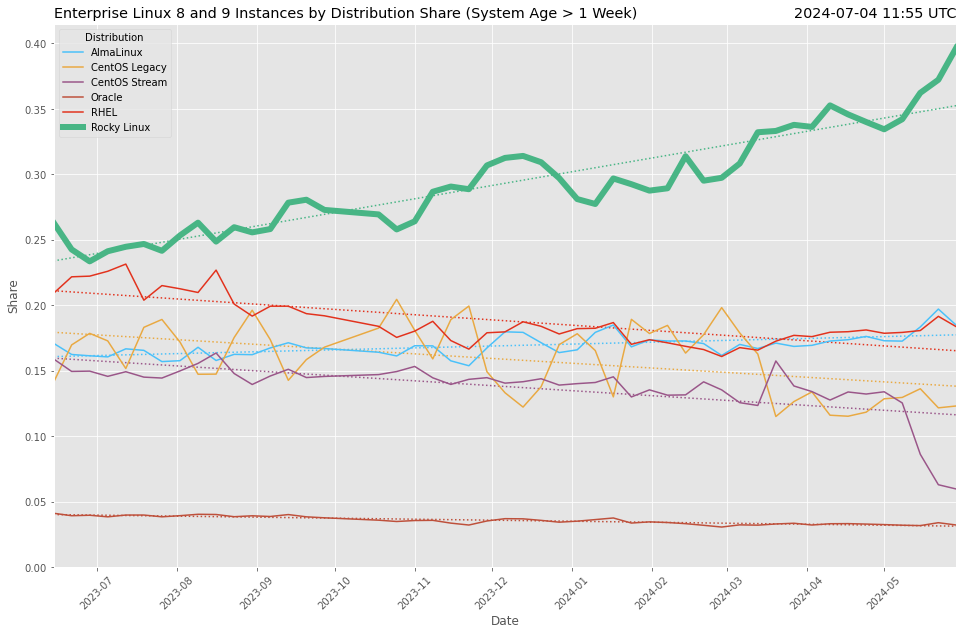 Enterprise Linux 8 and 9 Instances by Distribution Share (System Age > 1 Week)
2024-07-04 11:55 UTC
Distribution
AlmaLinux
CentOS Legacy
CentOS Stream
Oracle
RHEL
Rocky Linux
0.40
0.35
0.30
0.25
0.20
0.15
0.10
0.05
0.00
Share
2023-07
2023-08
2023-09
2023-10
2023-11
2023-12
2024-01
2024-02
2024-03
2024-04
2024-05
Date